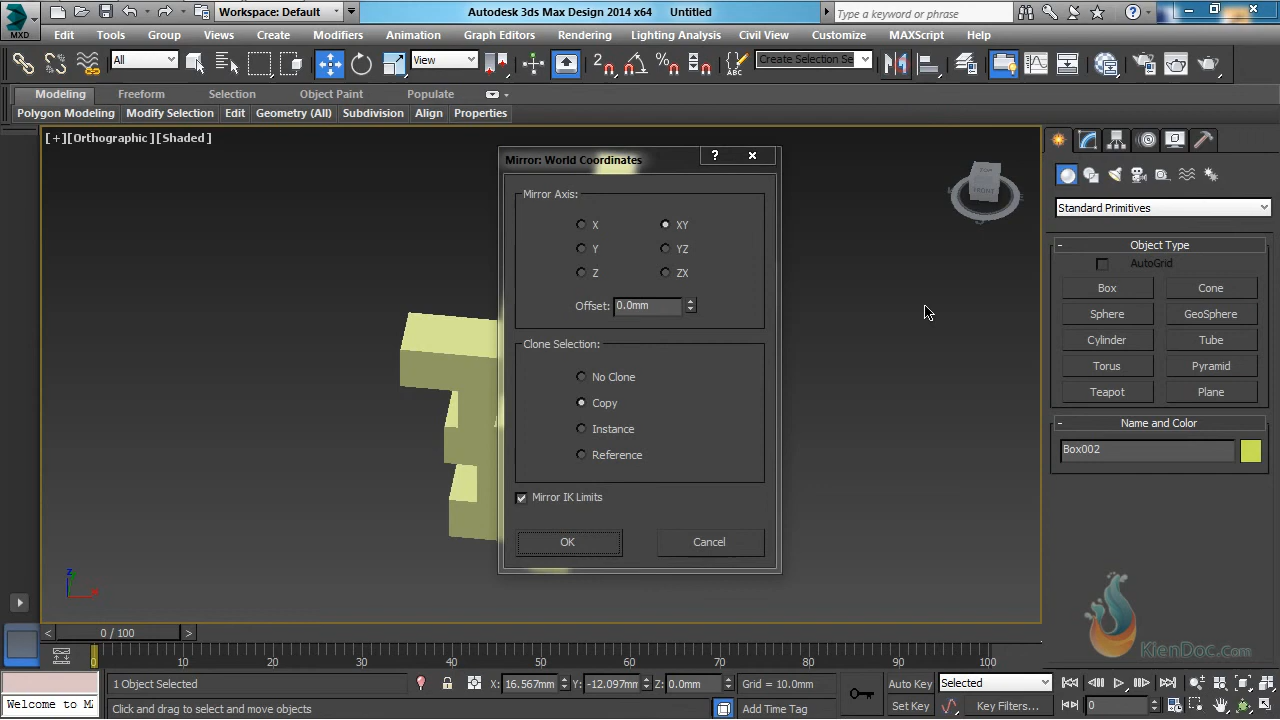 MXD
Workspace: Default
Autodesk 3ds Max Design 2014 x64 Untitled
Type a keyword or phrase
Edit Tools Group Views Create Modifiers Animation Graph Editors Rendering Lighting Analysis Civil View Customize MAXScript Help
All
View
Create Selection Se
Modeling Freeform Selection Object Paint Populate
Polygon Modeling Modify Selection Edit Geometry (All) Subdivision Align Properties
[+][Orthographic][Shaded]
Mirror: World Coordinates
?
Mirror Axis:
X XY
Y YZ
Z ZX
Offset: 0.0mm
Clone Selection:
No Clone
Copy
Instance
Reference
Mirror IK Limits
OK Cancel
TOP
FRONT
Standard Primitives
Object Type
AutoGrid
Box Cone
Sphere GeoSphere
Cylinder Tube
Torus Pyramid
Teapot Plane
Name and Color
Box002
KlenDoc.com
z
x
0 / 100
0 10 20 30 40 50 60 70 80 90 100
1 Object Selected
X: 16.567mm Y: -12.097mm Z: 0.0mm
Grid = 10.0mm
Auto Key
Selected
Welcome to MA
Click and drag to select and move objects
Add Time Tag
Set Key
Key Filters...
0